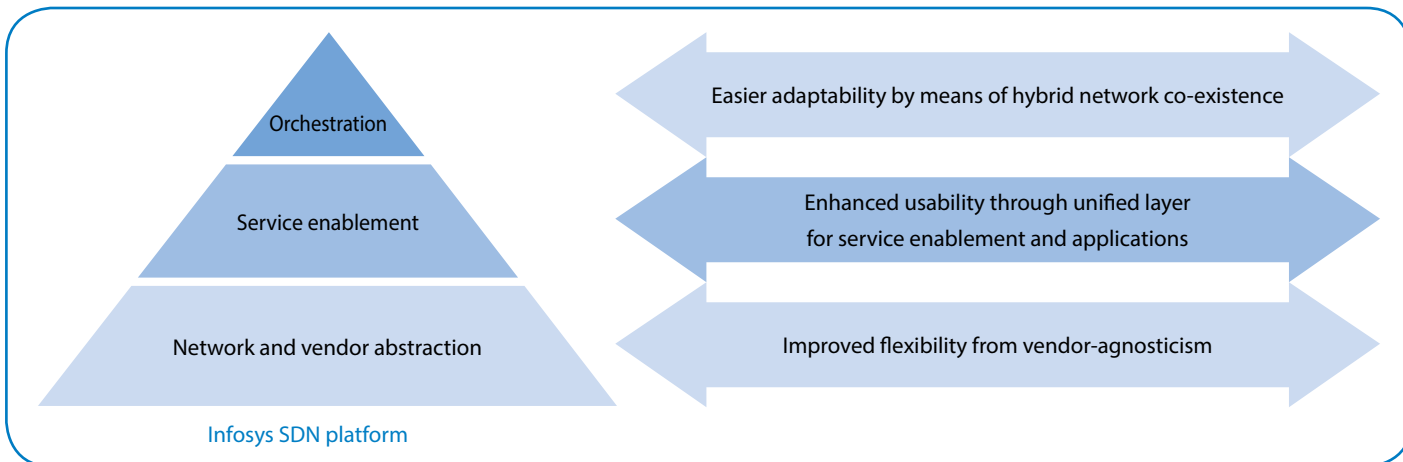 Orchestration
Easier adaptability by means of hybrid network co-existence
Service enablement
Enhanced usability through unified layer
for service enablement and applications
Network and vendor abstraction
Improved flexibility from vendor-agnosticism
Infosys SDN platform